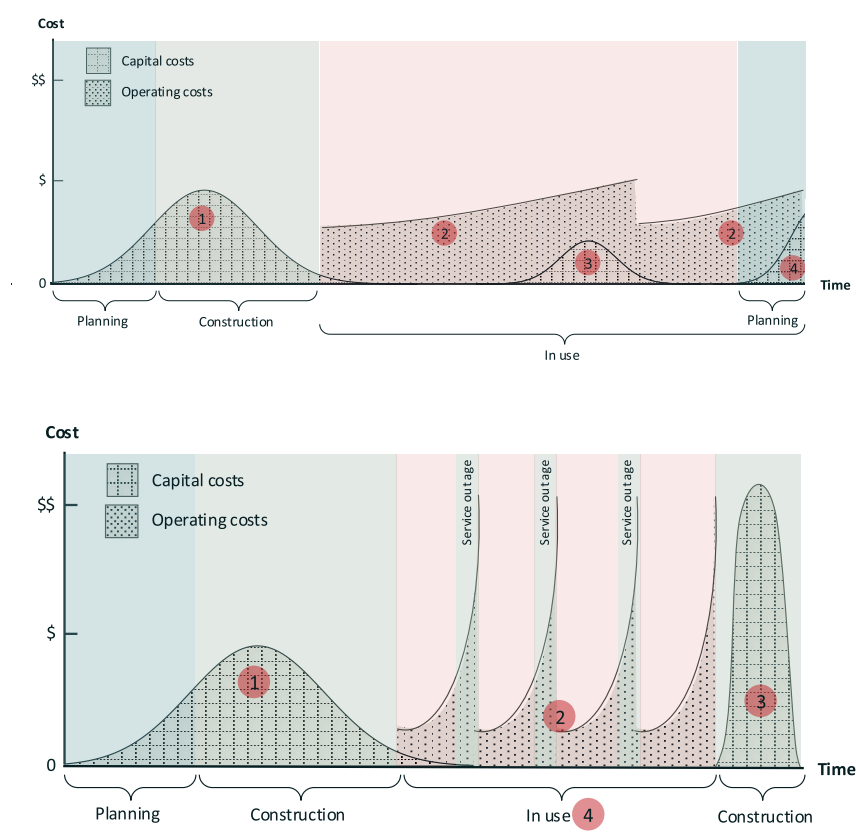 Cost
Capital costs
$$
Operating costs
$
1
2
2
3
4
0
Time
Planning
Construction
Planning
In use
Cost
Capital costs
$$
Operating costs
Service outage
Service outage
Service outage
$
1
2
3
0
Time
Planning
Construction
In use 4
Construction